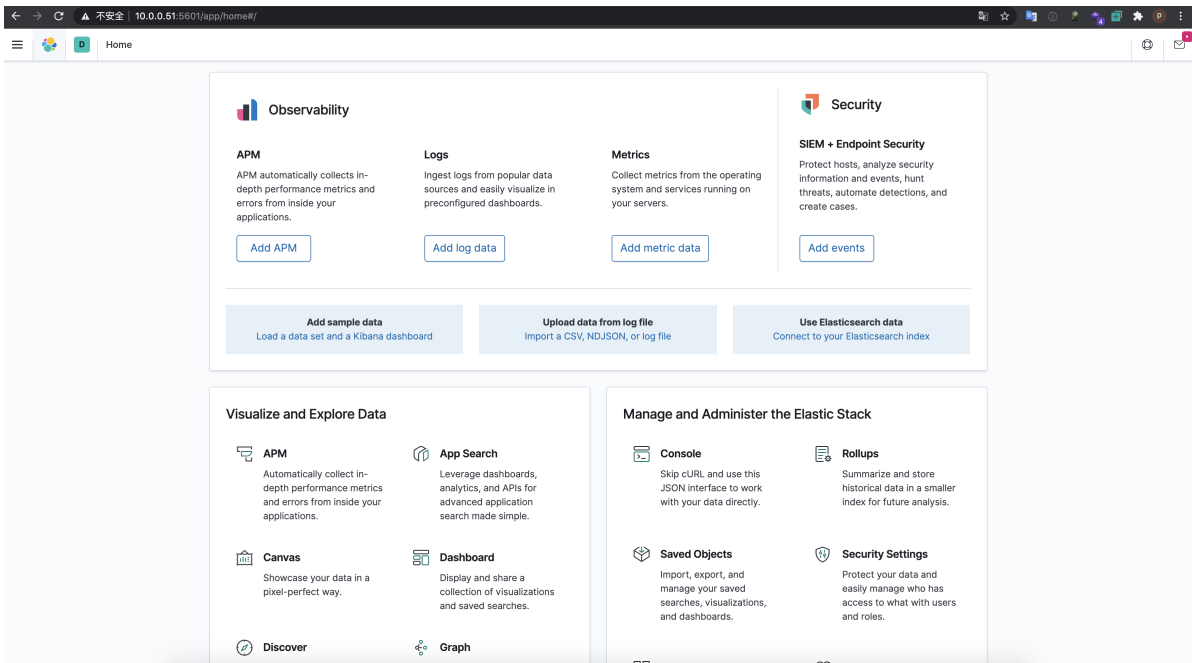 不安全 | 10.0.0.51:5601/app/home#/
4
P
D
Home
Observability
APM
APM automatically collects in-
depth performance metrics and
errors from inside your
applications.
Add APM
Logs
Ingest logs from popular data
sources and easily visualize in
preconfigured dashboards.
Add log data
Metrics
Collect metrics from the operating
system and services running on
your servers.
Add metric data
Security
SIEM + Endpoint Security
Protect hosts, analyze security
information and events, hunt
threats, automate detections, and
create cases.
Add events
Add sample data
Load a data set and a Kibana dashboard
Upload data from log file
Import a CSV, NDJSON, or log file
Use Elasticsearch data
Connect to your Elasticsearch index
Visualize and Explore Data
APM
Automatically collect in-
depth performance metrics
and errors from inside your
applications.
App Search
Leverage dashboards,
analytics, and APIs for
advanced application
search made simple.
Canvas
Showcase your data in a
pixel-perfect way.
Dashboard
Display and share a
collection of visualizations
and saved searches.
Discover
Graph
Manage and Administer the Elastic Stack
Console
Skip cURL and use this
JSON interface to work
with your data directly.
Rollups
Summarize and store
historical data in a smaller
index for future analysis.
Saved Objects
Import, export, and
manage your saved
searches, visualizations,
and dashboards.
Security Settings
Protect your data and
easily manage who has
access to what with users
and roles.